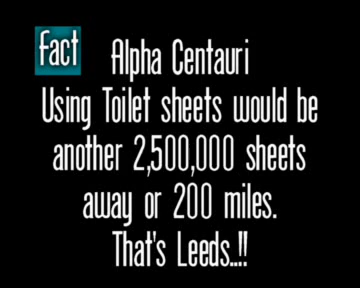 fact
Alpha Centauri
Using Toilet sheets would be
another 2,500,000 sheets
away or 200 miles.
That's Leeds..!!